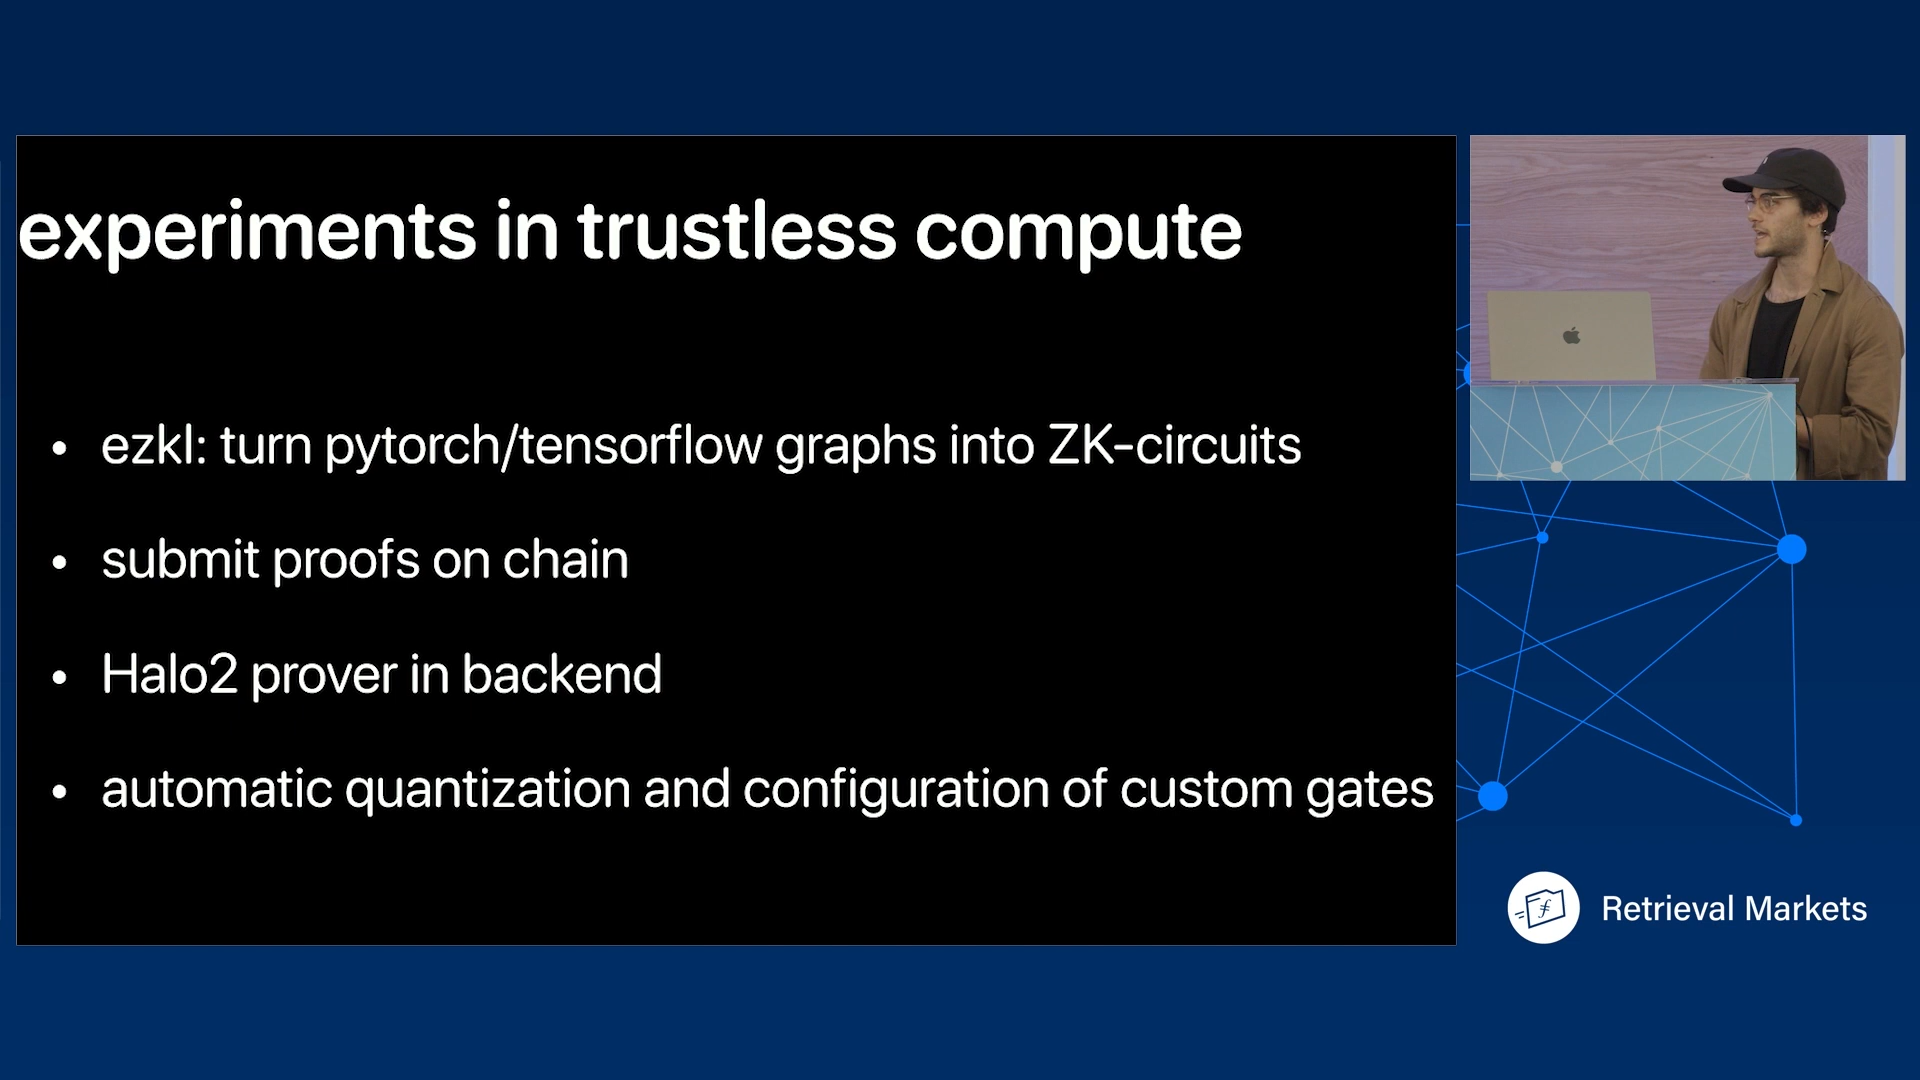 experiments in trustless compute
• ezkl: turn pytorch/tensorflow graphs into ZK-circuits
• submit proofs on chain
• Halo2 prover in backend
• automatic quantization and configuration of custom gates
Retrieval Markets